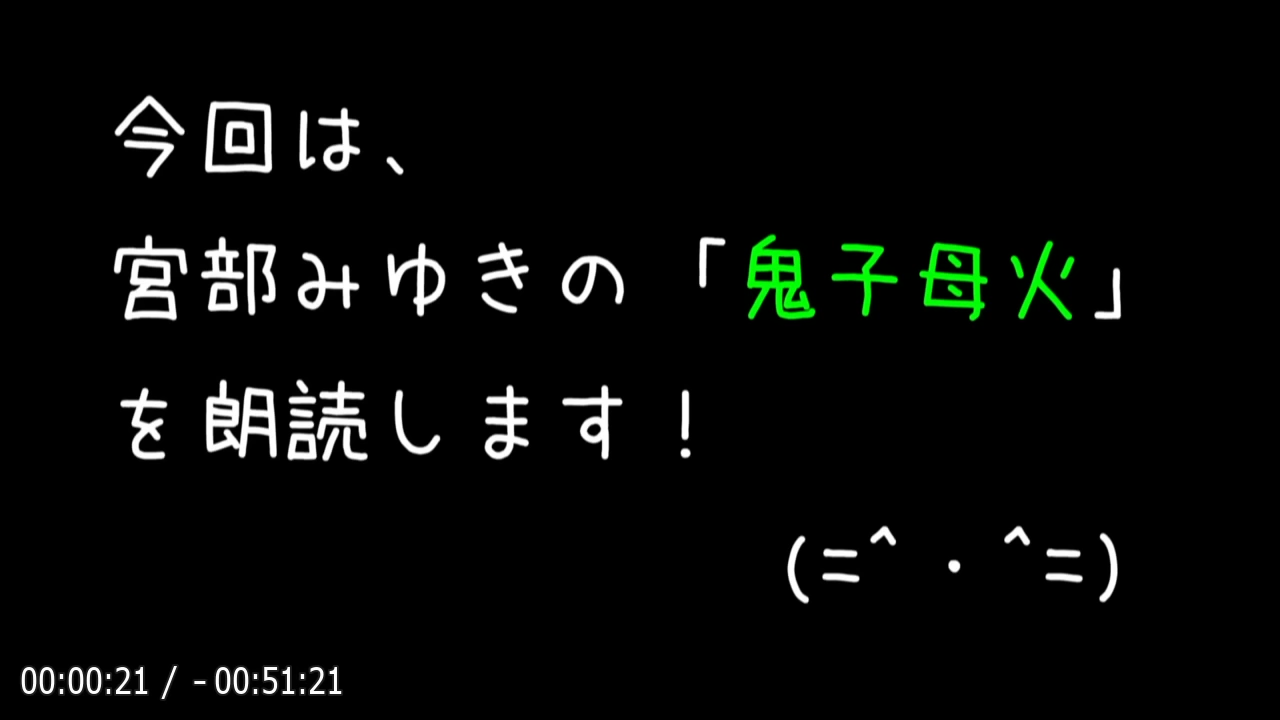 今回は、
宮部みゆきの「鬼子母火」
を朗読します！
(=^ ・ ^=)
00:00:21 / -00:51:21